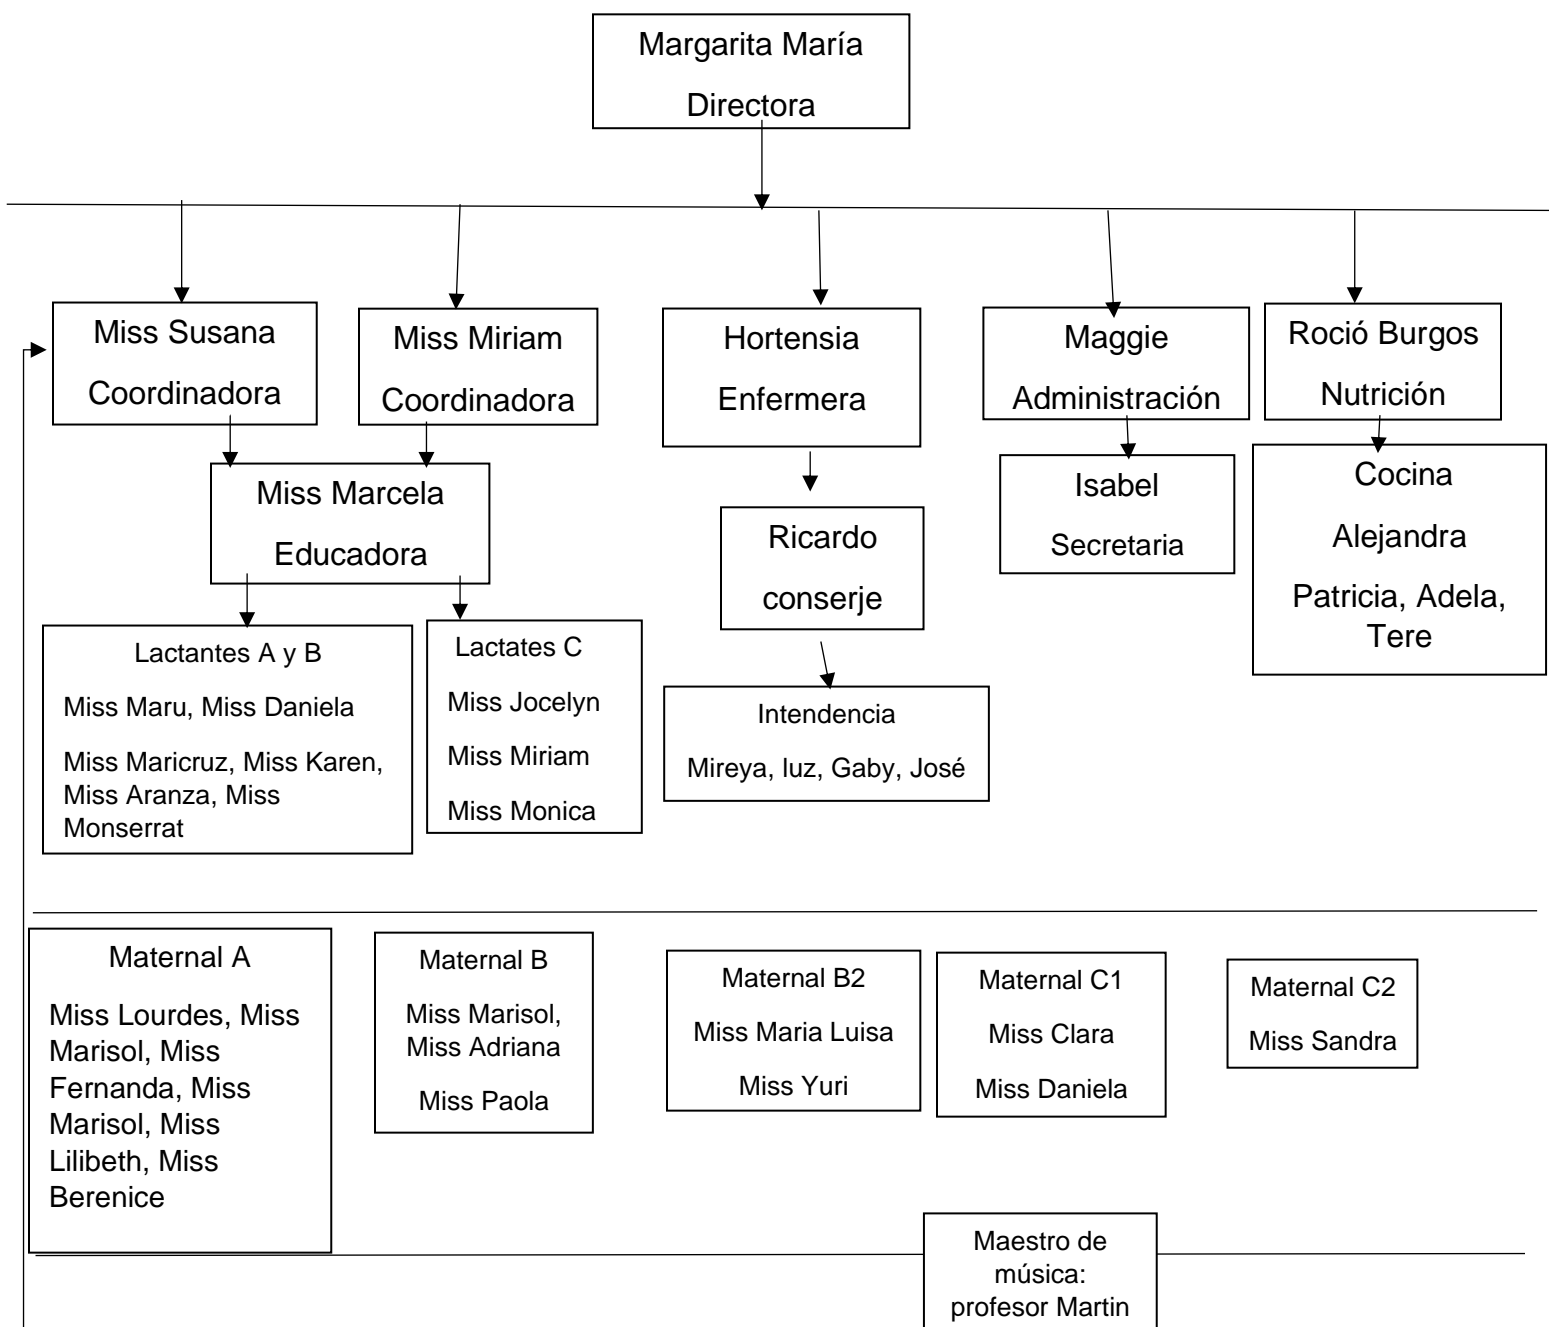 Margarita María
Directora
Miss Susana
Coordinadora
Miss Miriam
Coordinadora
Hortensia
Enfermera
Maggie
Administración
Roció Burgos
Nutrición
Miss Marcela
Educadora
Ricardo
conserje
Isabel
Secretaria
Cocina
Alejandra
Patricia, Adela,
Tere
Lactantes A y B
Miss Maru, Miss Daniela
Miss Maricruz, Miss Karen,
Miss Aranza, Miss
Monserrat
Lactates C
Miss Jocelyn
Miss Miriam
Miss Monica
Intendencia
Mireya, luz, Gaby, José
Maternal A
Miss Lourdes, Miss
Marisol, Miss
Fernanda, Miss
Marisol, Miss
Lilibeth, Miss
Berenice
Maternal B
Miss Marisol,
Miss Adriana
Miss Paola
Maternal B2
Miss Maria Luisa
Miss Yuri
Maternal C1
Miss Clara
Miss Daniela
Maternal C2
Miss Sandra
Maestro de
música:
profesor Martin